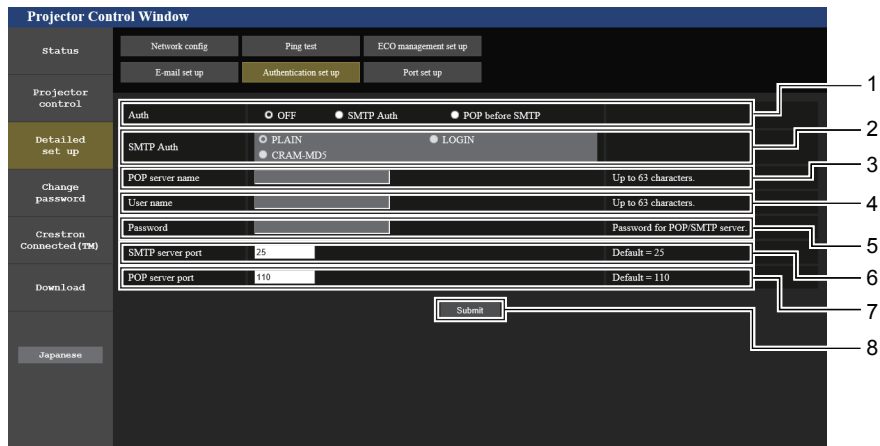 Projector Control Window
Status
Network config
Ping test
ECO management set up
E-mail set up
Authentication set up
Port set up
Projector
control
Detailed
set up
Change
password
Crestron
Connected(TM)
Download
Japanese
Auth OFF SMTP Auth POP before SMTP 1
SMTP Auth PLAIN LOGIN 2
CRAM-MD5
POP server name Up to 63 characters. 3
User name Up to 63 characters. 4
Password Password for POP/SMTP server. 5
SMTP server port 25 Default = 25 6
POP server port 110 Default = 110 7
Submit 8